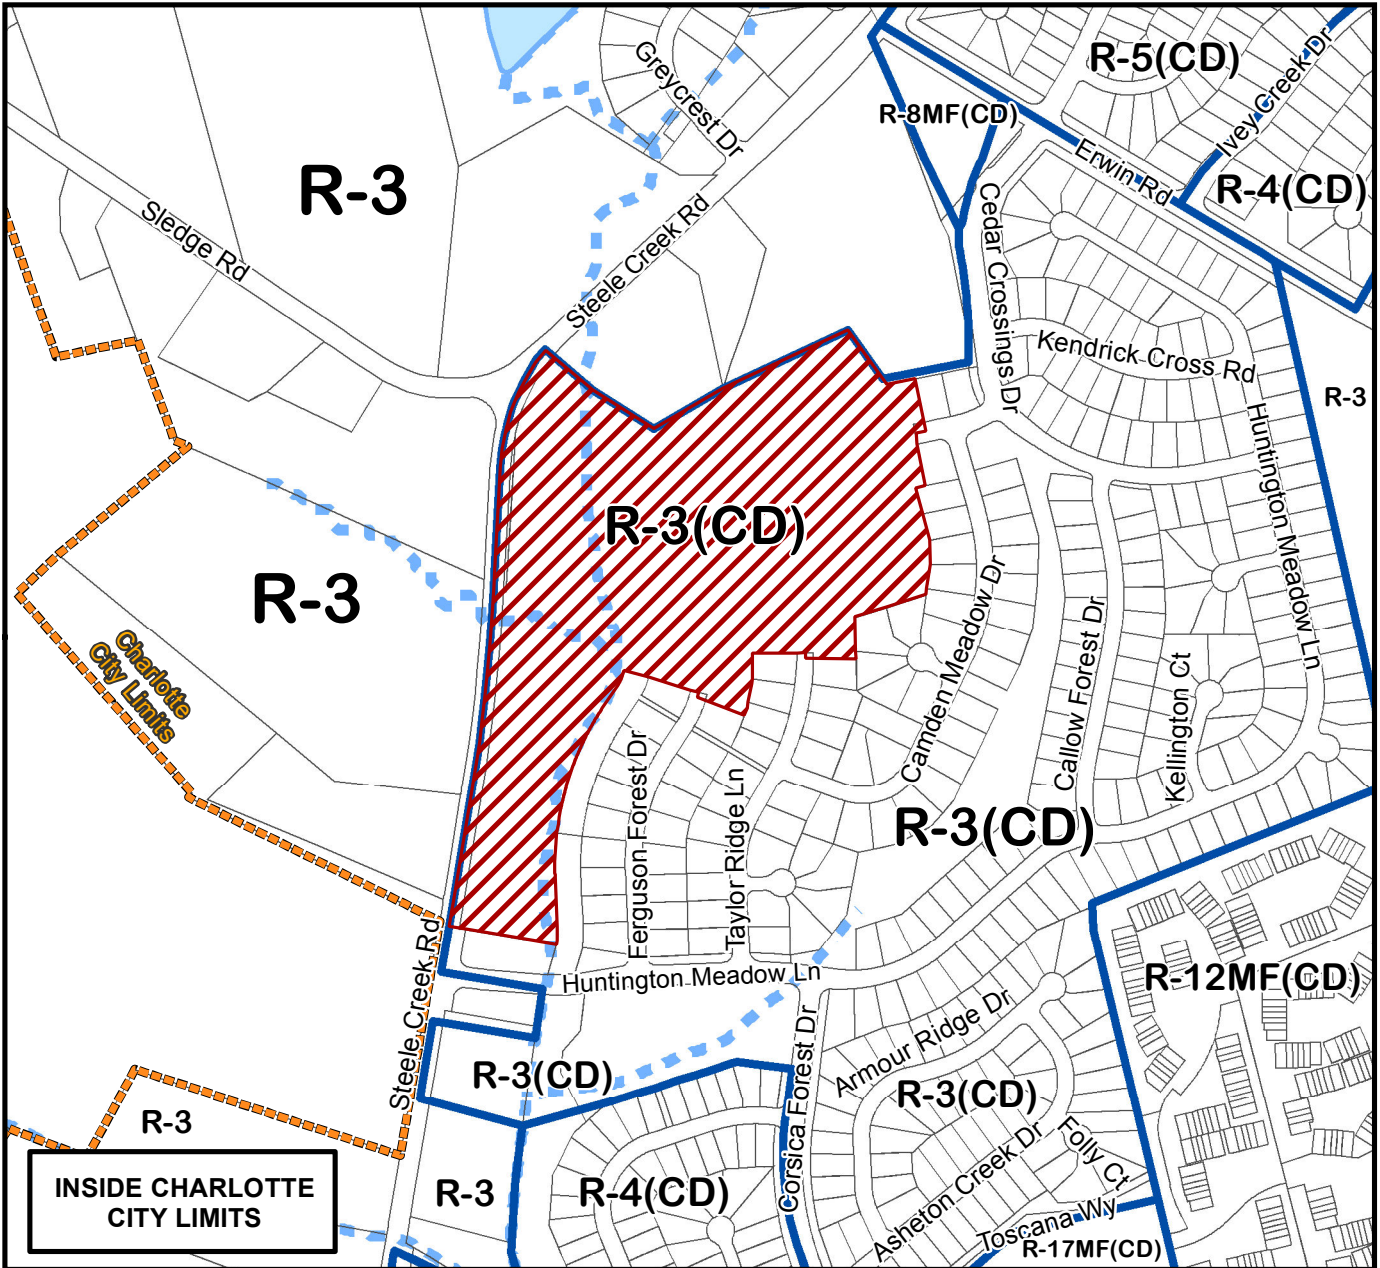 Greycrest Dr
R-5(CD)
Ivey Creek Dr
R-8MF(CD)
Erwin Rd
R-4(CD)
R-3
Sledge Rd
Steele Creek Rd
Cedar Crossings Dr
Kendrick Cross Rd
R-3
Huntington Meadow Ln
R-3(CD)
R-3
Charlotte
City Limits
Camden Meadow Dr
Callow Forest Dr
Kellington Ct
Ferguson Forest Dr
Taylor Ridge Ln
R-3(CD)
Steele Creek Rd
Huntington Meadow Ln
R-12MF(CD)
Corsica Forest Dr
Armour Ridge Dr
R-3(CD)
R-3(CD)
R-3
Folly Ct
Asheton Creek Dr
INSIDE CHARLOTTE
CITY LIMITS
R-3
R-4(CD)
Toscana Wy
R-17MF(CD)